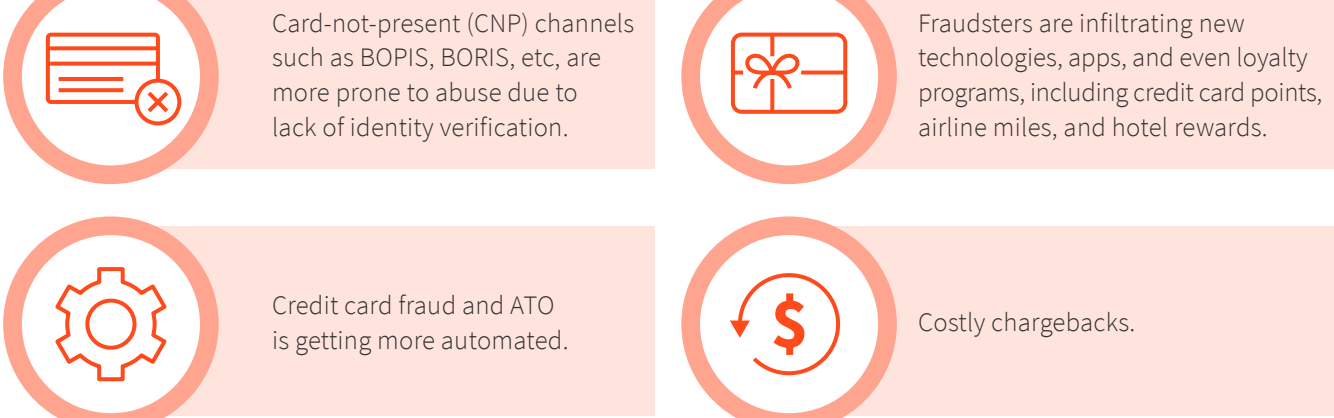 Card-not-present (CNP) channels
such as BOPIS, BORIS, etc, are
more prone to abuse due to
lack of identity verification.
Fraudsters are infiltrating new
technologies, apps, and even loyalty
programs, including credit card points,
airline miles, and hotel rewards.
Credit card fraud and ATO
is getting more automated.
$
Costly chargebacks.